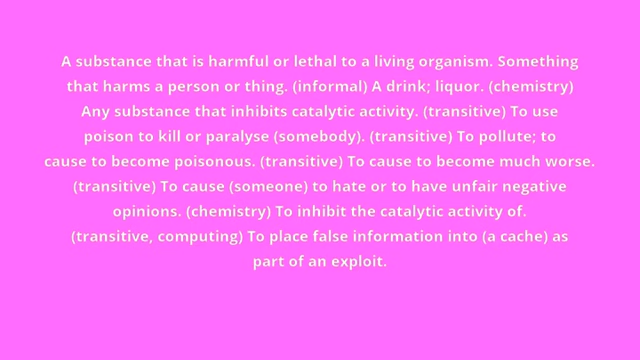 A substance that is harmful or lethal to a living organism. Something
that harms a person or thing. (informal) A drink; liquor. (chemistry)
Any substance that inhibits catalytic activity. (transitive) To use
poison to kill or paralyse (somebody). (transitive) To pollute; to
cause to become poisonous. (transitive) To cause to become much worse.
(transitive) To cause (someone) to hate or to have unfair negative
opinions. (chemistry) To inhibit the catalytic activity of.
(transitive, computing) To place false information into (a cache) as
part of an exploit.